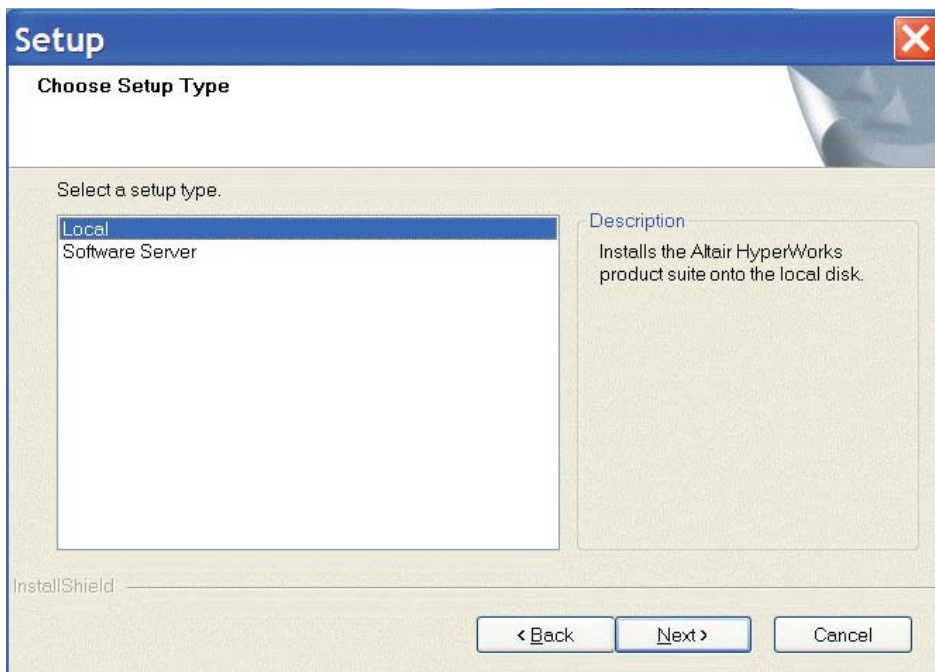 Setup
Choose Setup Type
Select a setup type.
Local
Software Server
Description
Installs the Altair HyperWorks
product suite onto the local disk.
InstallShield
< Back
Next >
Cancel